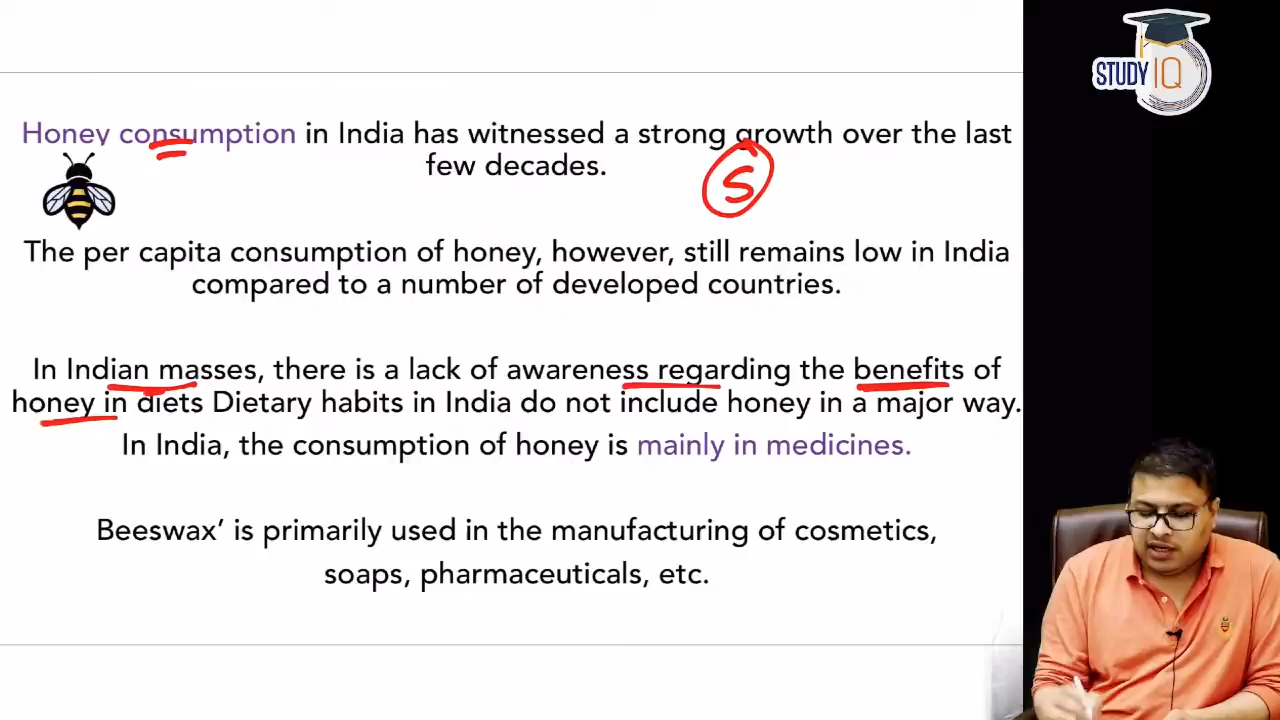 STUDY IQ
Honey consumption in India has witnessed a strong growth over the last
few decades.
S
The per capita consumption of honey, however, still remains low in India
compared to a number of developed countries.
In Indian masses, there is a lack of awareness regarding the benefits of
honey in diets Dietary habits in India do not include honey in a major way.
In India, the consumption of honey is mainly in medicines.
Beeswax’ is primarily used in the manufacturing of cosmetics,
soaps, pharmaceuticals, etc.